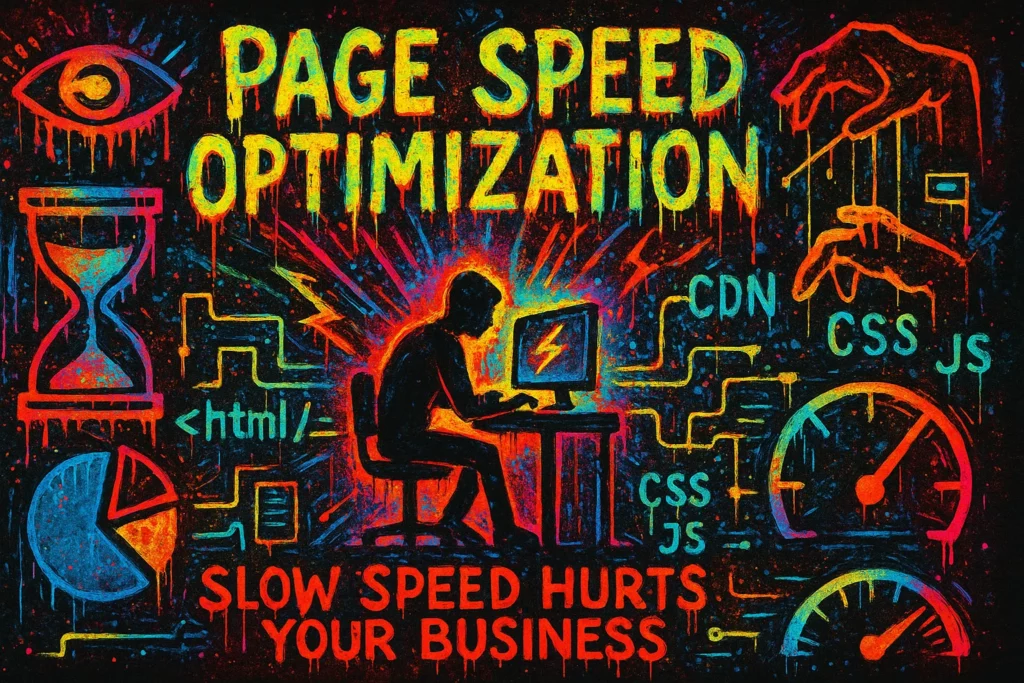 PAGE SPEED
OPTIMIZATION
CDN
CSS
JS
<html/=
CSS
JS
SLOW SPEED HURTS
YOUR BUSINESS